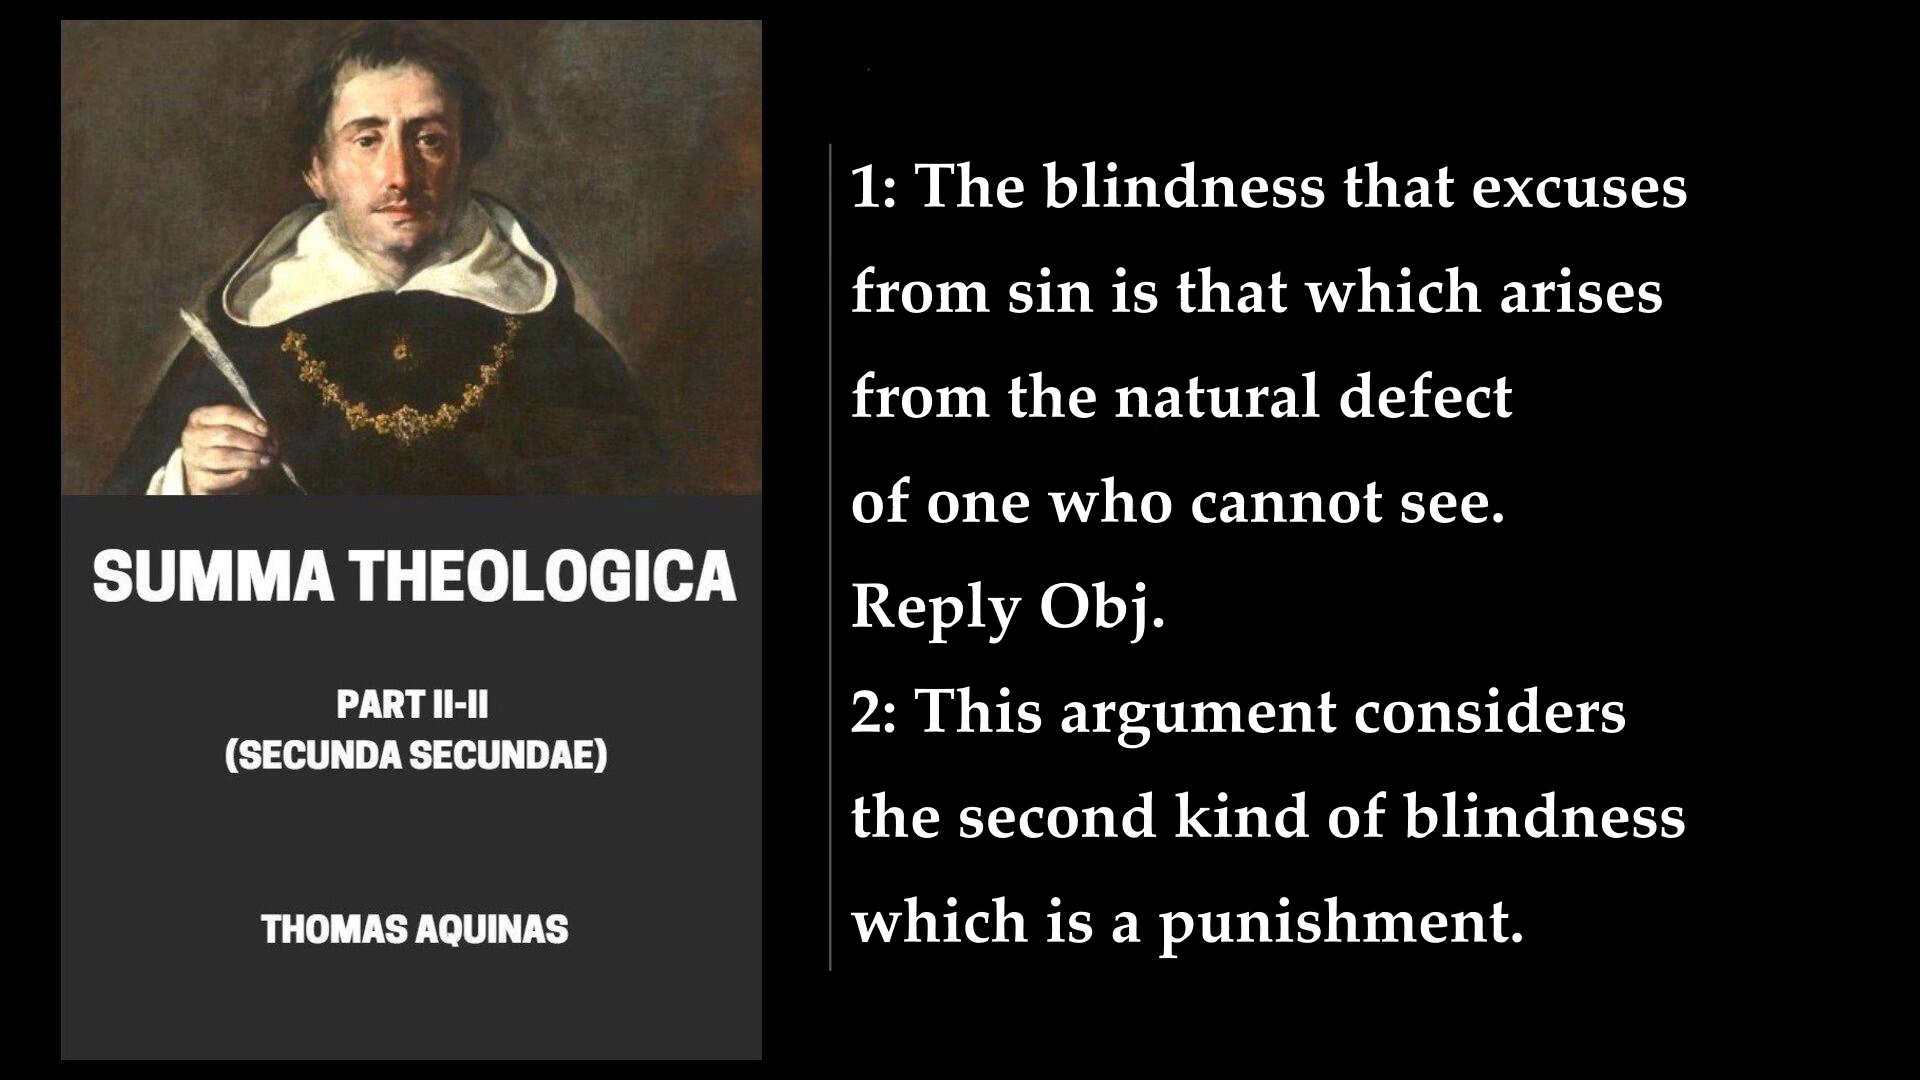 SUMMA THEOLOGICA
PART II-II
(SECUNDA SECUNDAE)
THOMAS AQUINAS
1: The blindness that excuses
from sin is that which arises
from the natural defect
of one who cannot see.
Reply Obj.
2: This argument considers
the second kind of blindness
which is a punishment.